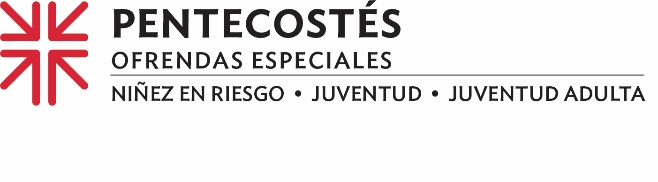 PENTECOSTÉS
OFRENDAS ESPECIALES
NIÑEZ EN RIESGO • JUVENTUD • JUVENTUD ADULTA